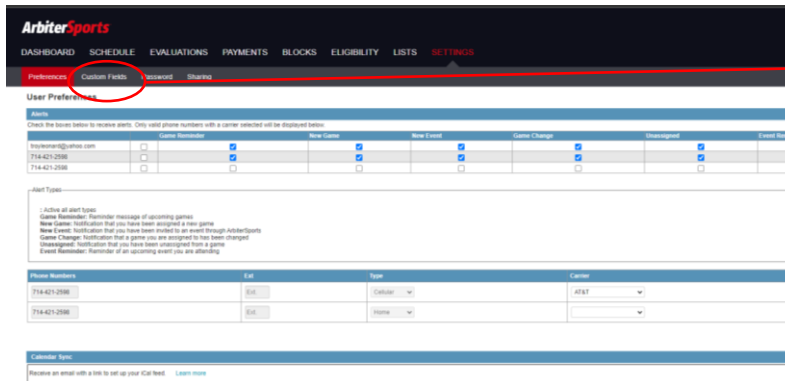 ArbiterSports
DASHBOARD SCHEDULE EVALUATIONS PAYMENTS BLOCKS ELIGIBILITY LISTS SETTINGS
Preferences Custom Fields Password Sharing
User Preferences
Alerts
Check the boxes below to receive alerts. Only valid phone numbers with a carrier selected will be displayed below.
Game Reminder New Game New Event Game Change Unassigned Event Re
troyleonard@yahoo.com
714-421-2598
714-421-2598
Alert Types
: Active all alert types
Game Reminder: Reminder message of upcoming games
New Game: Notification that you have been assigned a new game
New Event: Notification that you have been invited to an event through ArbiterSports
Game Change: Notification that a game you are assigned to has been changed
Unassigned: Notification that you have been unassigned from a game
Event Reminder: Reminder of an upcoming event you are attending
Phone Numbers Ext Type Carrier
714-421-2598 Ext. Cellular AT&T
714-421-2598 Ext. Home
Calendar Sync
Receive an email with a link to set up your iCal feed. Learn more